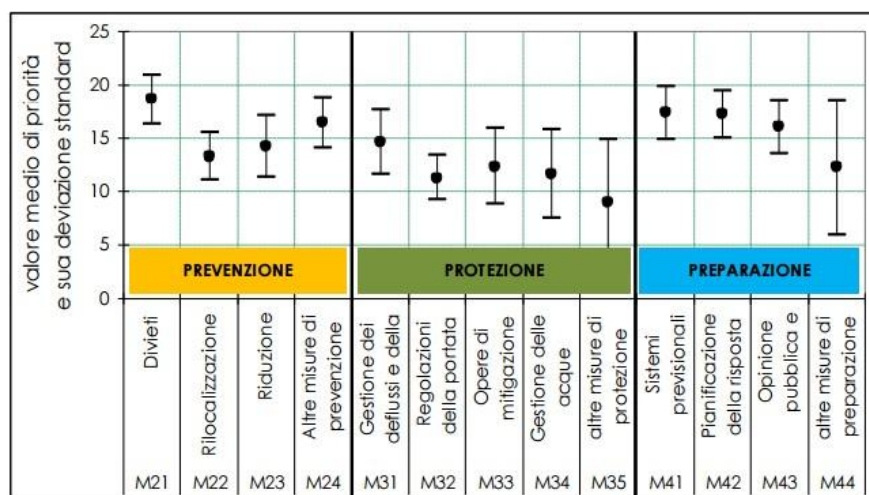 valore medio di priorità
e sua deviazione standard
25
20
15
10
5
0
PREVENZIONE
PROTEZIONE
PREPARAZIONE
Divieti
Rilocalizzazione
Riduzione
Altre misure di
prevenzione
Gestione dei
deflussi e della
Regolazioni
della portata
Opere di
mitigazione
Gestione delle
acque
altre misure di
protezione
Sistemi
previsionali
Pianificazione
della risposta
Opinione
pubblica e
altre misure di
preparazione
M21
M22
M23
M24
M31
M32
M33
M34
M35
M41
M42
M43
M44